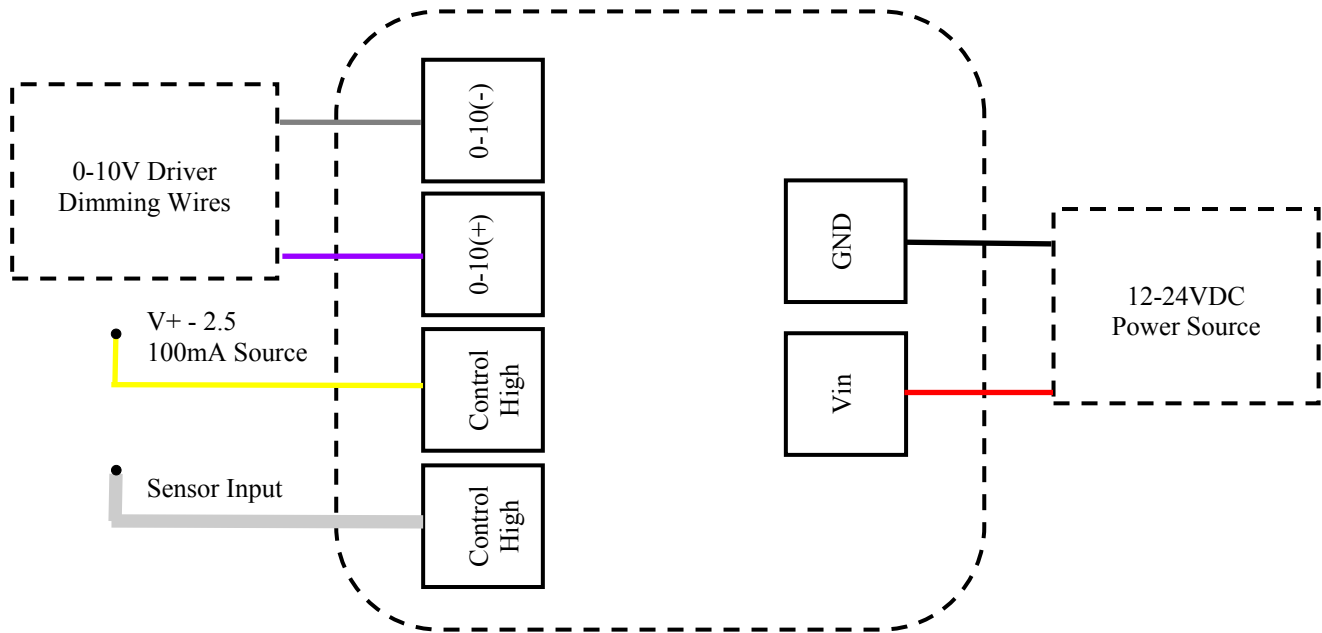 0-10V Driver
Dimming Wires
0-10(-)
0-10(+)
V+ - 2.5
100mA Source
Control
High
Sensor Input
Control
High
GND
Vin
12-24VDC
Power Source